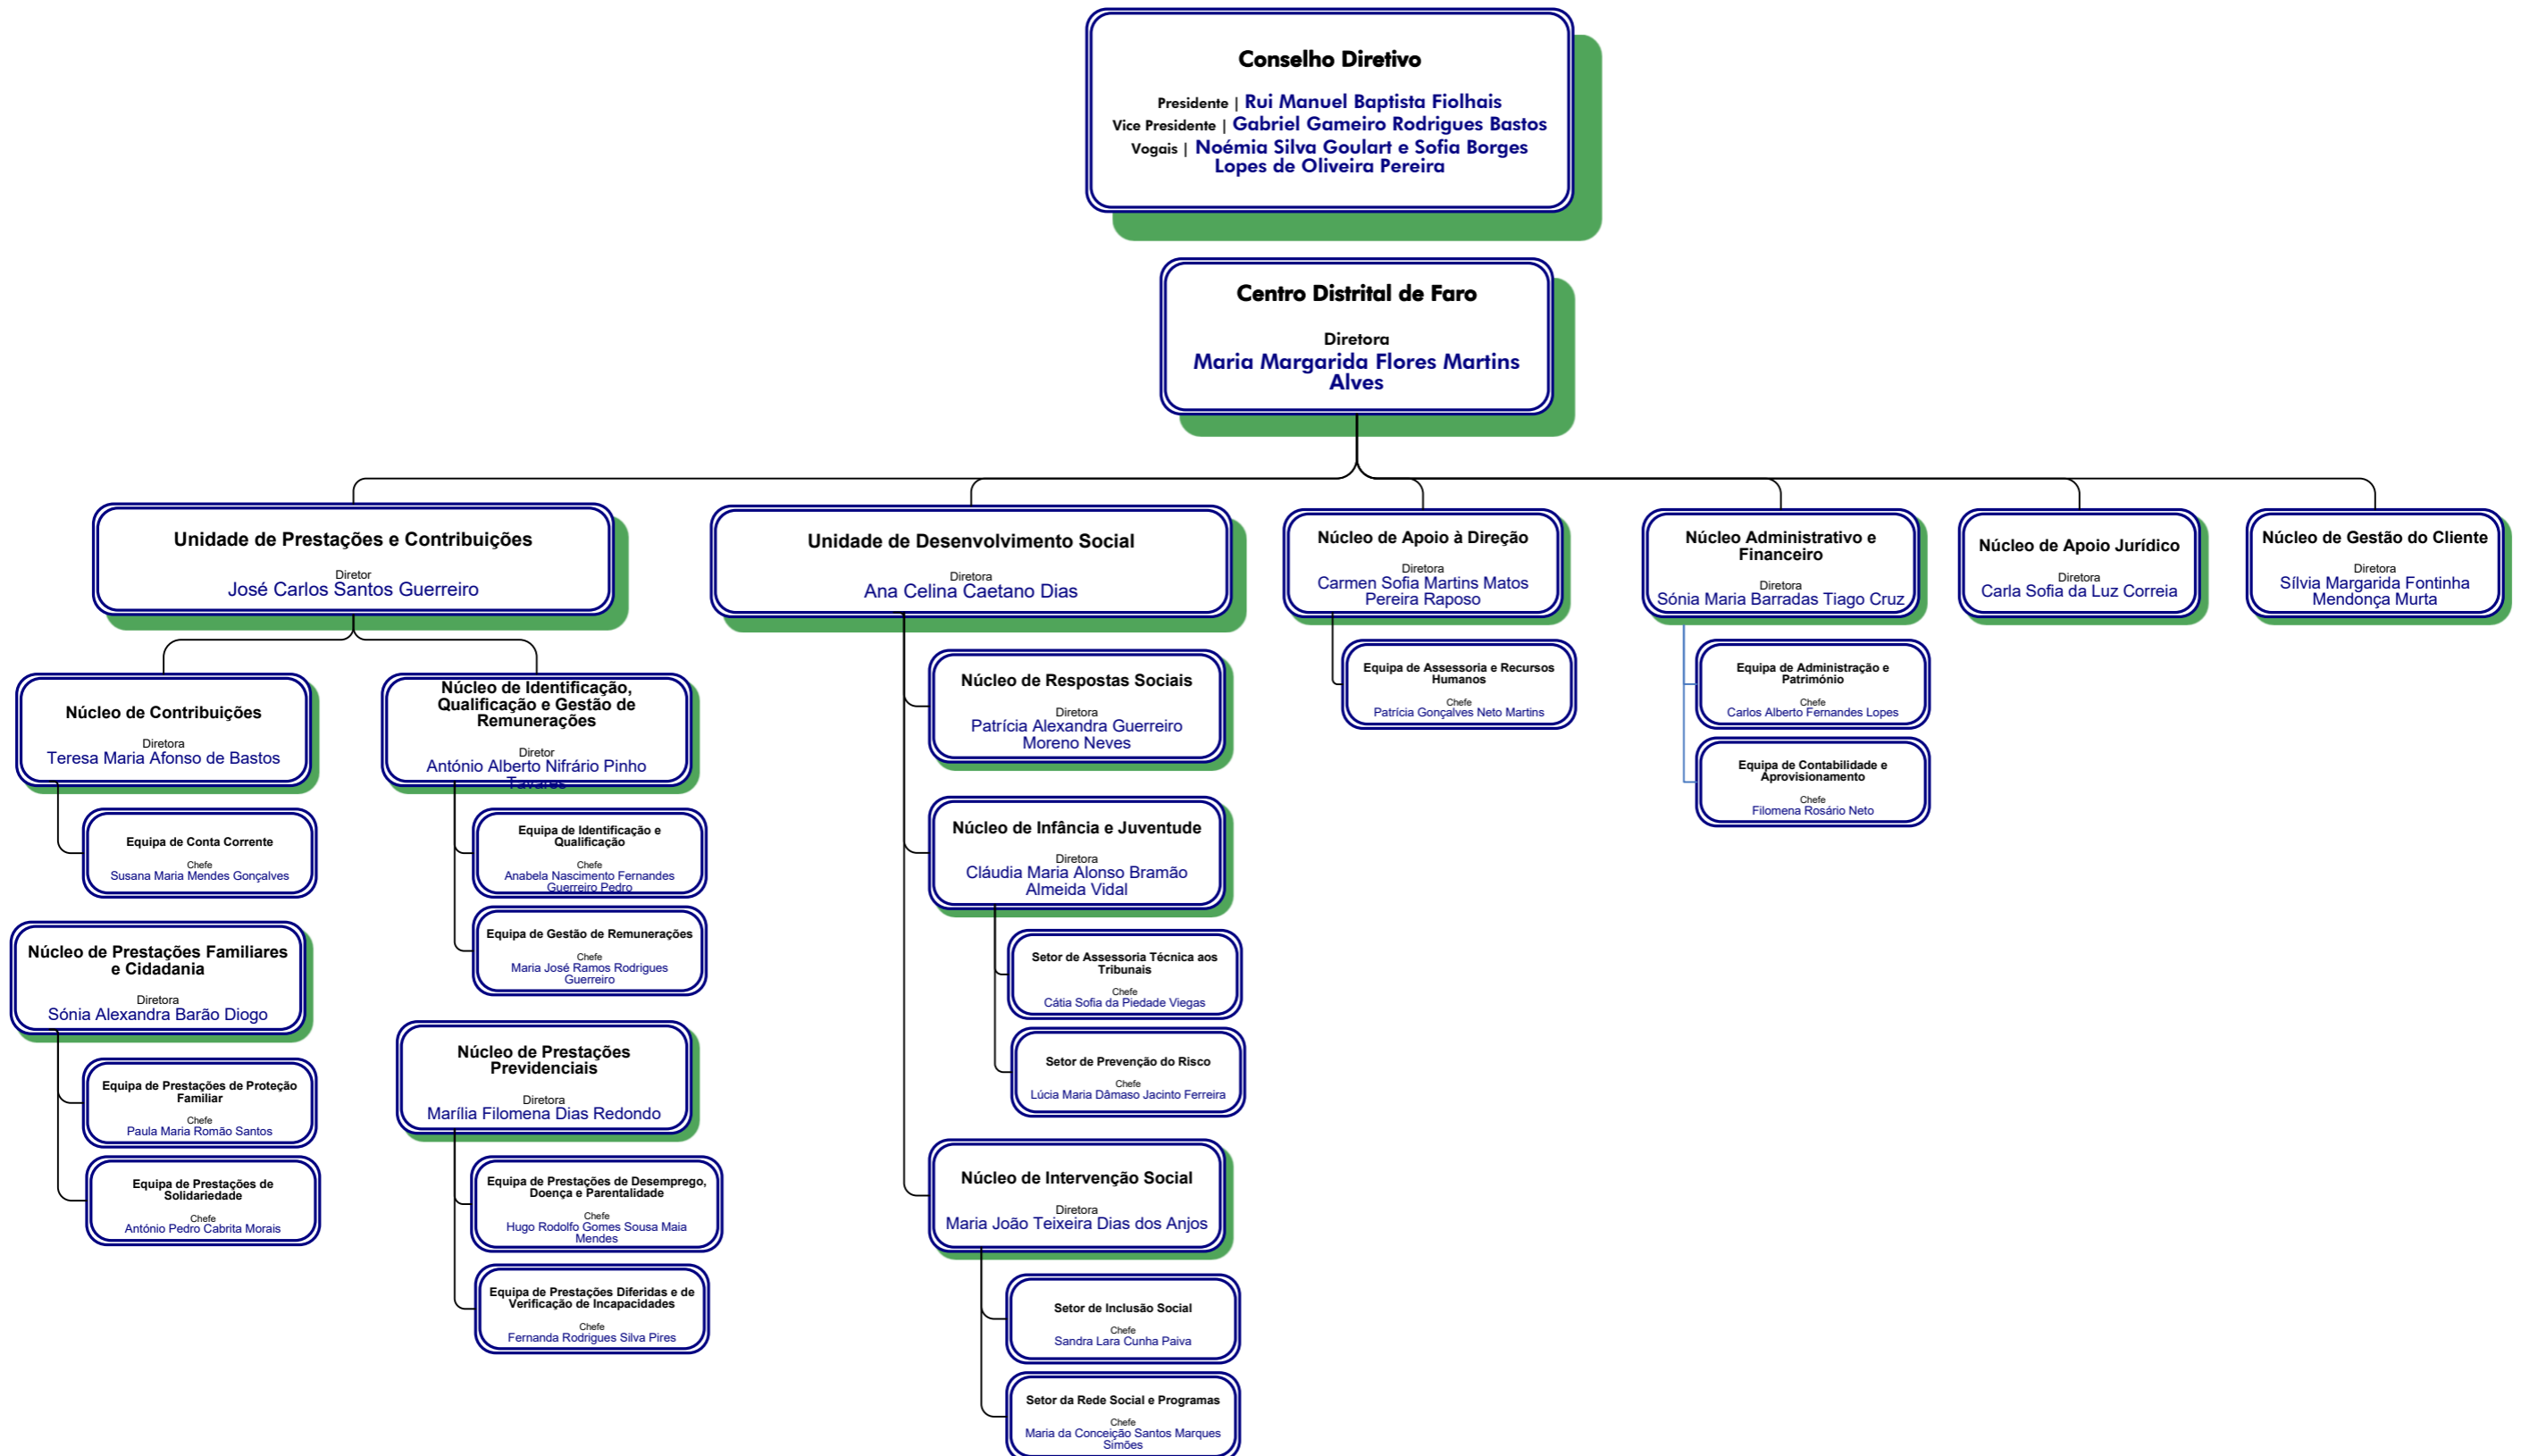 Conselho Diretivo
Presidente | Rui Manuel Baptista Fiolhais
Vice Presidente | Gabriel Gameiro Rodrigues Bastos
Vogais | Noémia Silva Goulart e Sofia Borges
Lopes de Oliveira Pereira
Centro Distrital de Faro
Diretora
Maria Margarida Flores Martins
Alves
Unidade de Prestações e Contribuições
Diretor
José Carlos Santos Guerreiro
Unidade de Desenvolvimento Social
Diretora
Ana Celina Caetano Dias
Núcleo de Apoio à Direção
Diretora
Carmen Sofia Martins Matos
Pereira Raposo
Núcleo Administrativo e
Financeiro
Diretora
Sónia Maria Barradas Tiago Cruz
Núcleo de Apoio Jurídico
Diretora
Carla Sofia da Luz Correia
Núcleo de Gestão do Cliente
Diretora
Sílvia Margarida Fontinha
Mendonça Murta
Núcleo de Contribuições
Diretora
Teresa Maria Afonso de Bastos
Equipa de Conta Corrente
Chefe
Susana Maria Mendes Gonçalves
Núcleo de Prestações Familiares
e Cidadania
Diretora
Sónia Alexandra Barão Diogo
Equipa de Prestações de Proteção
Familiar
Chefe
Paula Maria Romão Santos
Equipa de Prestações de
Solidariedade
Chefe
António Pedro Cabrita Morais
Núcleo de Identificação,
Qualificação e Gestão de
Remunerações
Diretor
António Alberto Nifrário Pinho
Tavares
Equipa de Identificação e
Qualificação
Chefe
Anabela Nascimento Fernandes
Guerreiro Pedro
Equipa de Gestão de Remunerações
Chefe
Maria José Ramos Rodrigues
Guerreiro
Núcleo de Prestações
Previdenciais
Diretora
Marília Filomena Dias Redondo
Equipa de Prestações de Desemprego,
Doença e Parentalidade
Chefe
Hugo Rodolfo Gomes Sousa Maia
Mendes
Equipa de Prestações Diferidas e de
Verificação de Incapacidades
Chefe
Fernanda Rodrigues Silva Pires
Núcleo de Respostas Sociais
Diretora
Patrícia Alexandra Guerreiro
Moreno Neves
Núcleo de Infância e Juventude
Diretora
Cláudia Maria Alonso Bramão
Almeida Vidal
Setor de Assessoria Técnica aos
Tribunais
Chefe
Cátia Sofia da Piedade Viegas
Setor de Prevenção do Risco
Chefe
Lúcia Maria Dâmaso Jacinto Ferreira
Núcleo de Intervenção Social
Diretora
Maria João Teixeira Dias dos Anjos
Setor de Inclusão Social
Chefe
Sandra Lara Cunha Paiva
Setor da Rede Social e Programas
Chefe
Maria da Conceição Santos Marques
Simões
Equipa de Assessoria e Recursos
Humanos
Chefe
Patrícia Gonçalves Neto Martins
Equipa de Administração e
Património
Chefe
Carlos Alberto Fernandes Lopes
Equipa de Contabilidade e
Aprovisionamento
Chefe
Filomena Rosário Neto